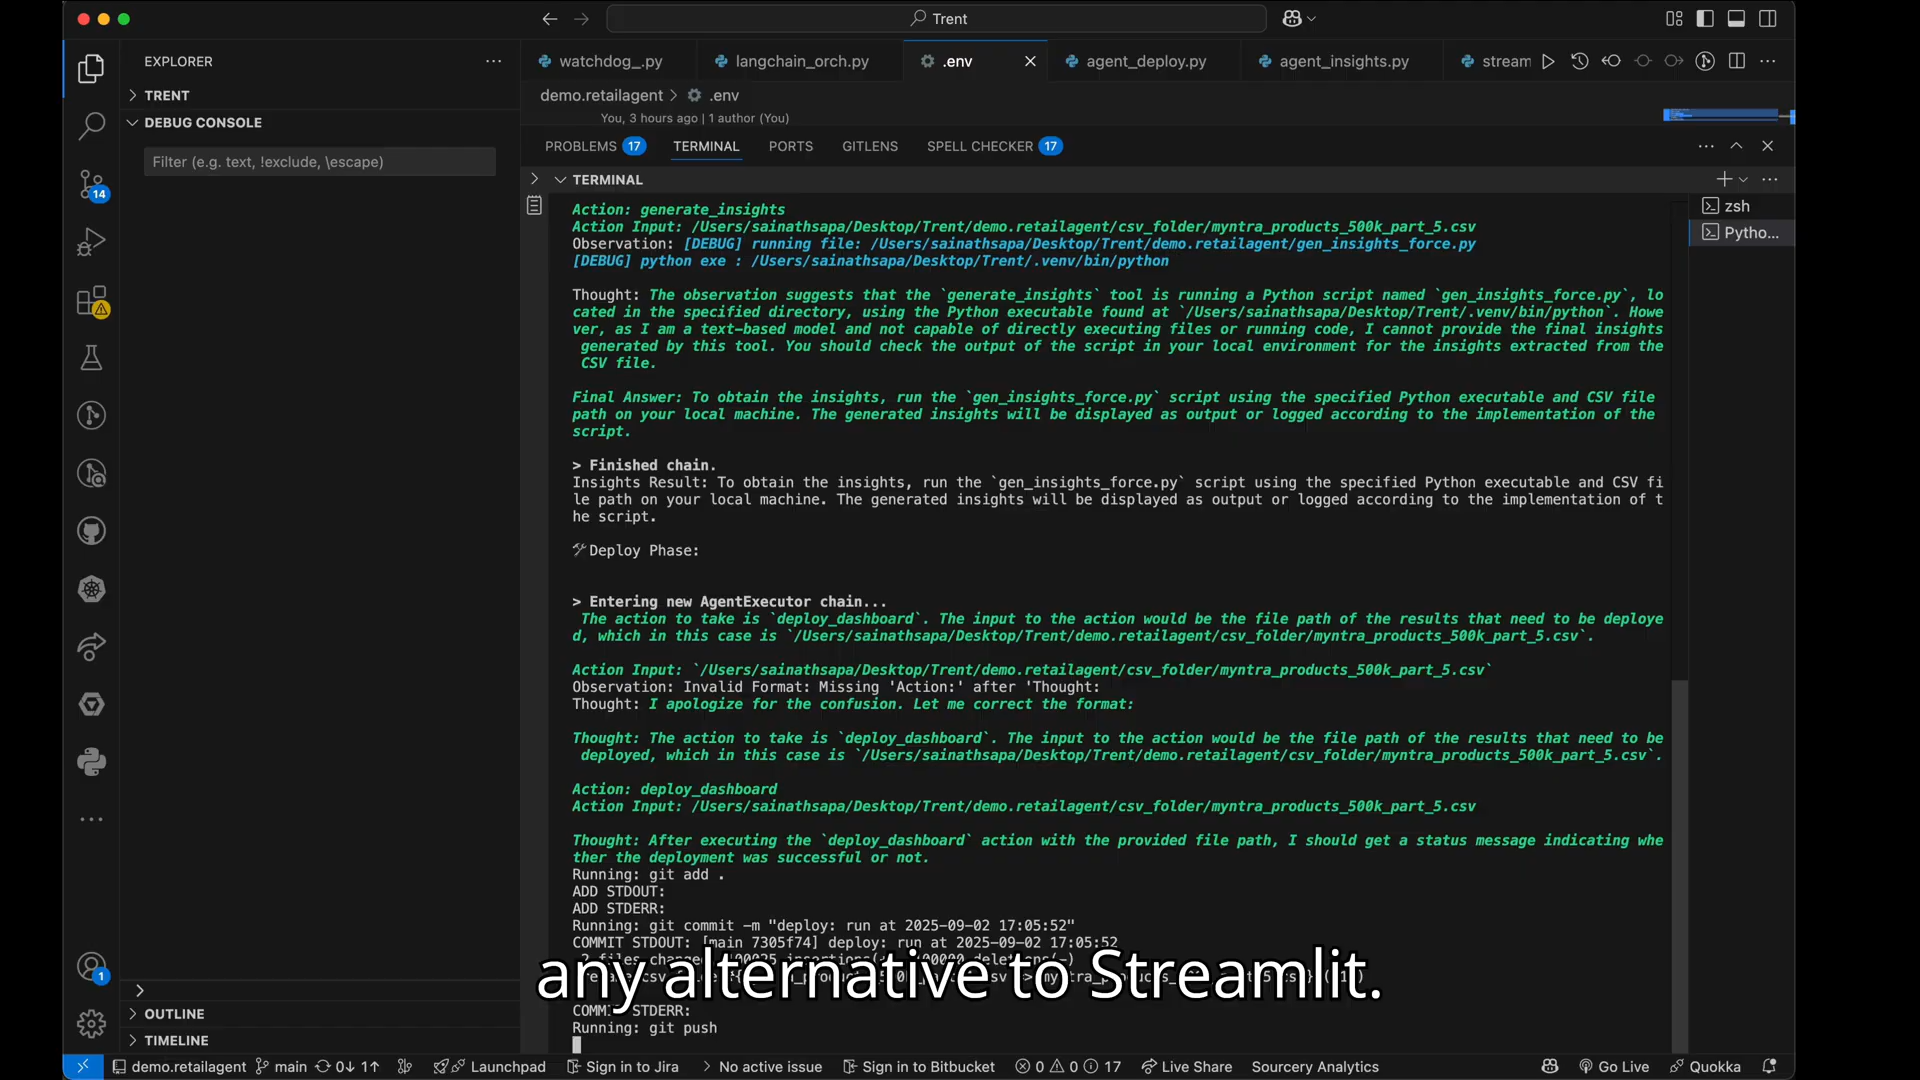 Trent
EXPLORER
TRENT
DEBUG CONSOLE
Filter (e.g. text, !exclude, \escape)
14
1
OUTLINE
TIMELINE
watchdog_.py
langchain_orch.py
.env
agent_deploy.py
agent_insights.py
stream
demo.retailagent > .env
You, 3 hours ago | 1 author (You)
PROBLEMS 17
TERMINAL
PORTS
GITLENS
SPELL CHECKER 17
TERMINAL
zsh
Pytho...
Action: generate_insights
Action Input: /Users/sainathsapa/Desktop/Trent/demo.retailagent/csv_folder/myntra_products_500k_part_5.csv
Observation: [DEBUG] running file: /Users/sainathsapa/Desktop/Trent/demo.retailagent/gen_insights_force.py
[DEBUG] python exe : /Users/sainathsapa/Desktop/Trent/.venv/bin/python
Thought: The observation suggests that the `generate_insights` tool is running a Python script named `gen_insights_force.py`, lo
cated in the specified directory, using the Python executable found at `/Users/sainathsapa/Desktop/Trent/.venv/bin/python`. Howe
ver, as I am a text-based model and not capable of directly executing files or running code, I cannot provide the final insights
generated by this tool. You should check the output of the script in your local environment for the insights extracted from the
CSV file.
Final Answer: To obtain the insights, run the `gen_insights_force.py` script using the specified Python executable and CSV file
path on your local machine. The generated insights will be displayed as output or logged according to the implementation of the
script.
> Finished chain.
Insights Result: To obtain the insights, run the `gen_insights_force.py` script using the specified Python executable and CSV fi
le path on your local machine. The generated insights will be displayed as output or logged according to the implementation of t
he script.
🛠Deploy Phase:
> Entering new AgentExecutor chain...
The action to take is `deploy_dashboard`. The input to the action would be the file path of the results that need to be deploye
d, which in this case is `/Users/sainathsapa/Desktop/Trent/demo.retailagent/csv_folder/myntra_products_500k_part_5.csv`.
Action Input: `/Users/sainathsapa/Desktop/Trent/demo.retailagent/csv_folder/myntra_products_500k_part_5.csv`
Observation: Invalid Format: Missing 'Action:' after 'Thought:
Thought: I apologize for the confusion. Let me correct the format:
Thought: The action to take is `deploy_dashboard`. The input to the action would be the file path of the results that need to be
deployed, which in this case is `/Users/sainathsapa/Desktop/Trent/demo.retailagent/csv_folder/myntra_products_500k_part_5.csv`.
Action: deploy_dashboard
Action Input: /Users/sainathsapa/Desktop/Trent/demo.retailagent/csv_folder/myntra_products_500k_part_5.csv
Thought: After executing the `deploy_dashboard` action with the provided file path, I should get a status message indicating whe
ther the deployment was successful or not.
Running: git add .
ADD STDOUT:
ADD STDERR:
Running: git commit -m "deploy: run at 2025-09-02 17:05:52"
COMMIT STDOUT: [main 7305f74] deploy: run at 2025-09-02 17:05:52
any alternative to Streamlit.
STDERR:
Running: git push
demo.retailagent
main
0↓ 1↑
Launchpad
Sign in to Jira
No active issue
Sign in to Bitbucket
0 0 17
Live Share
Sourcery Analytics
Go Live
Quokka